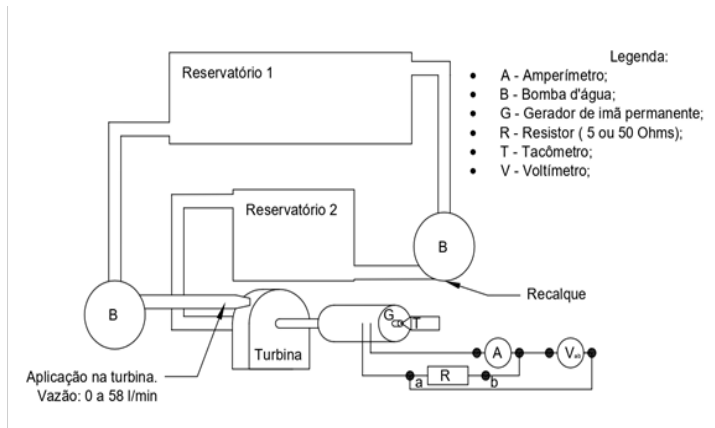 Reservatório 1
Legenda:
A - Amperímetro;
B - Bomba d'água;
G - Gerador de imã permanente;
R - Resistor ( 5 ou 50 Ohms);
T - Tacômetro;
V - Voltímetro;
Reservatório 2
B
Recalque
B
G
T
Turbina
A
Vab
R
a
b
Aplicação na turbina.
Vazão: 0 a 58 l/min